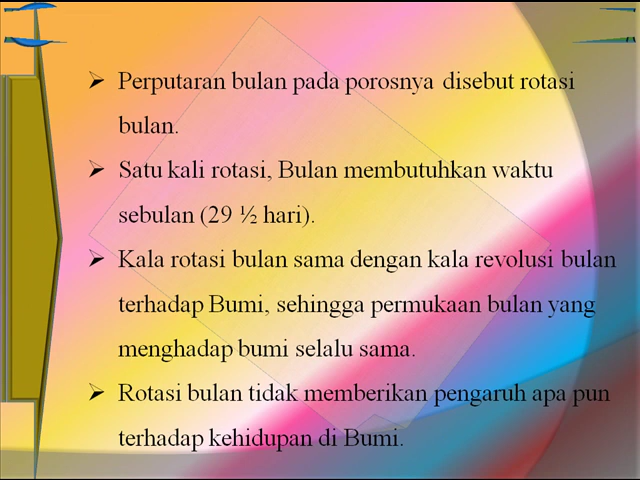 ➢ Perputaran bulan pada porosnya disebut rotasi
bulan.
➢ Satu kali rotasi, Bulan membutuhkan waktu
sebulan (29 ½ hari).
➢ Kala rotasi bulan sama dengan kala revolusi bulan
terhadap Bumi, sehingga permukaan bulan yang
menghadap bumi selalu sama.
➢ Rotasi bulan tidak memberikan pengaruh apa pun
terhadap kehidupan di Bumi.